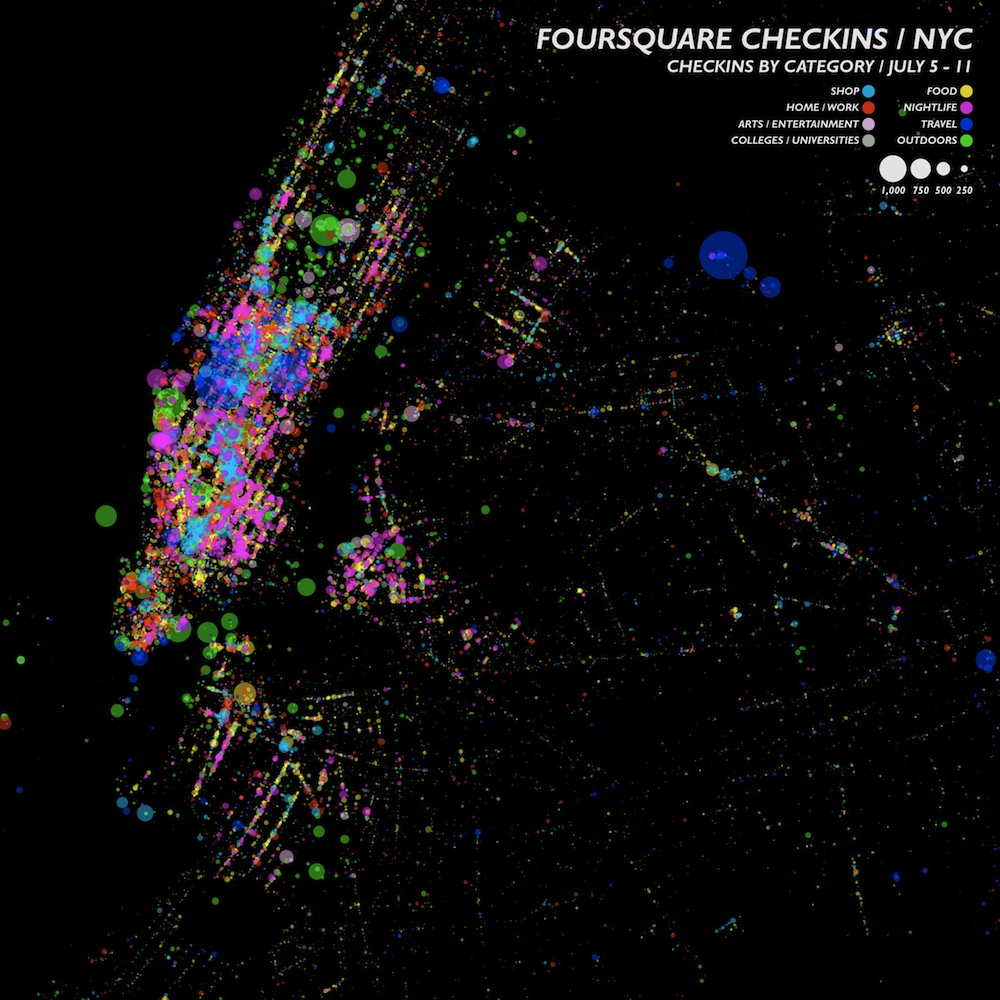 FOURSQUARE CHECKINS / NYC
CHECKINS BY CATEGORY / JULY 5 - 11
SHOP FOOD
HOME / WORK NIGHTLIFE
ARTS / ENTERTAINMENT TRAVEL
COLLEGES / UNIVERSITIES OUTDOORS
1,000 750 500 250